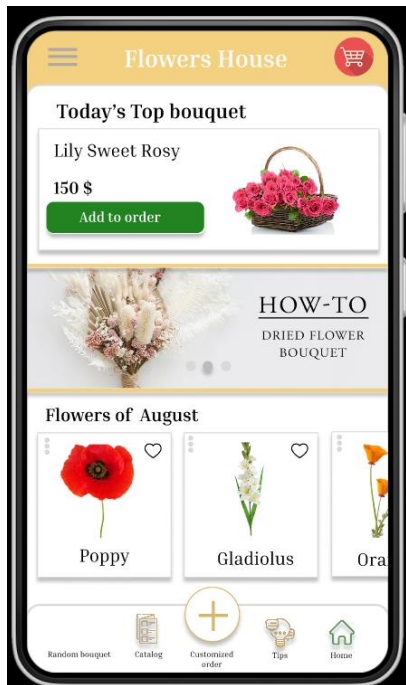 Flowers House
Today's Top bouquet
Lily Sweet Rosy
150 $
Add to order
HOW-TO
DRIED FLOWER
BOUQUET
Flowers of August
Poppy
Gladiolus
Ora
Random bouquet
Catalog
Customized
order
Tips
Home